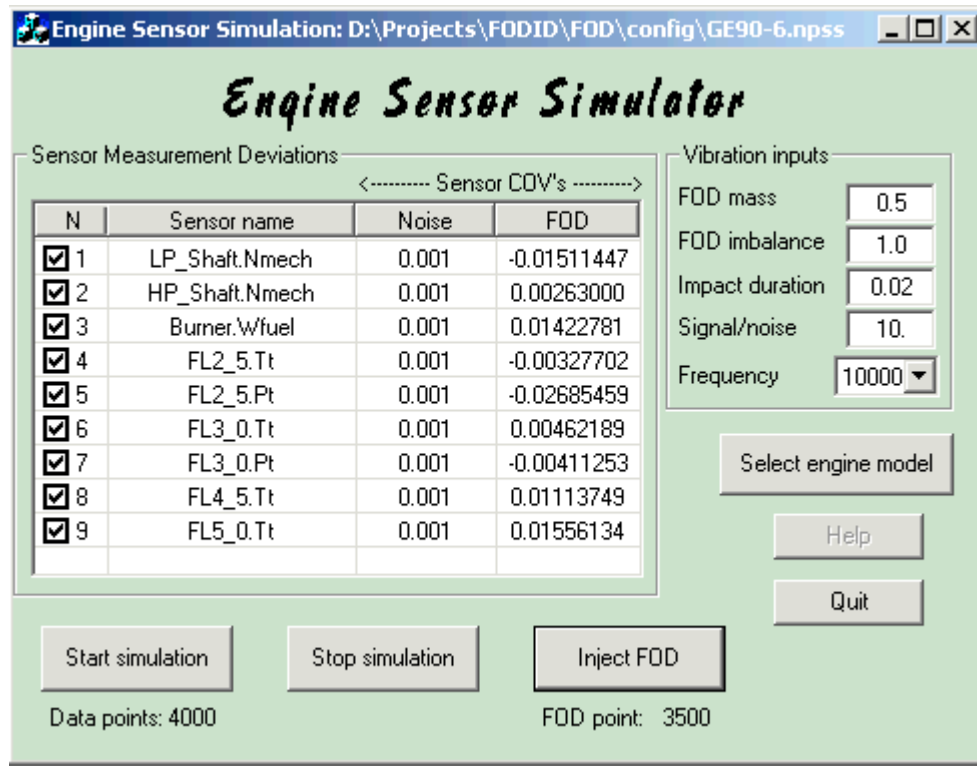 Engine Sensor Simulation: D:\Projects\FODID\FOD\config\GE90-6.npss
Engine Sensor Simulator
Sensor Measurement Deviations
<---------- Sensor COV's ---------->
N Sensor name Noise FOD
1 LP_Shaft.Nmech 0.001 -0.01511447
2 HP_Shaft.Nmech 0.001 0.00263000
3 Burner.Wfuel 0.001 0.01422781
4 FL2_5.Tt 0.001 -0.00327702
5 FL2_5.Pt 0.001 -0.02685459
6 FL3_0.Tt 0.001 0.00462189
7 FL3_0.Pt 0.001 -0.00411253
8 FL4_5.Tt 0.001 0.01113749
9 FL5_0.Tt 0.001 0.01556134
Vibration inputs
FOD mass 0.5
FOD imbalance 1.0
Impact duration 0.02
Signal/noise 10.
Frequency 10000
Select engine model
Help
Quit
Start simulation Stop simulation Inject FOD
Data points: 4000 FOD point: 3500